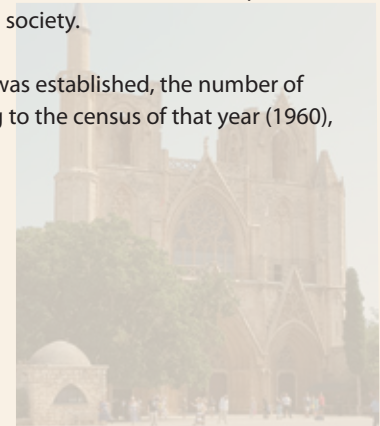 society.
was established, the number of
to the census of that year (1960),